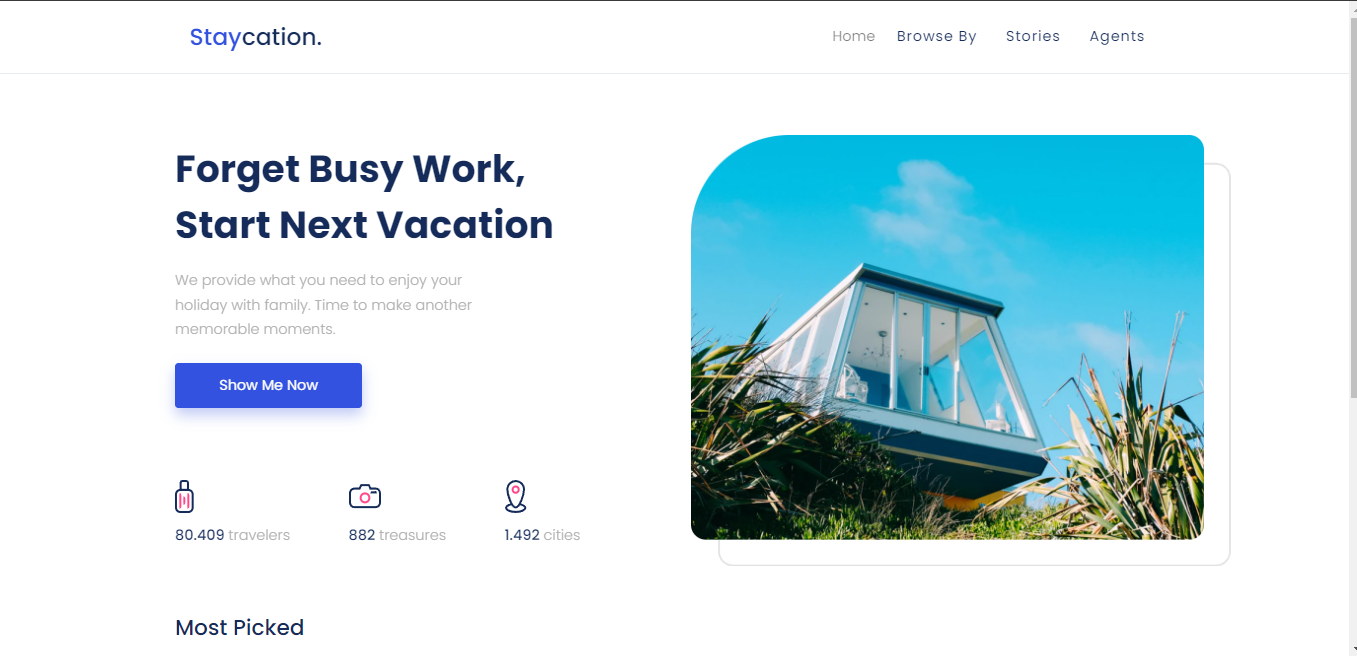 Staycation.
Home Browse By Stories Agents
Forget Busy Work,
Start Next Vacation
We provide what you need to enjoy your
holiday with family. Time to make another
memorable moments.
Show Me Now
80.409 travelers 882 treasures 1.492 cities
Most Picked